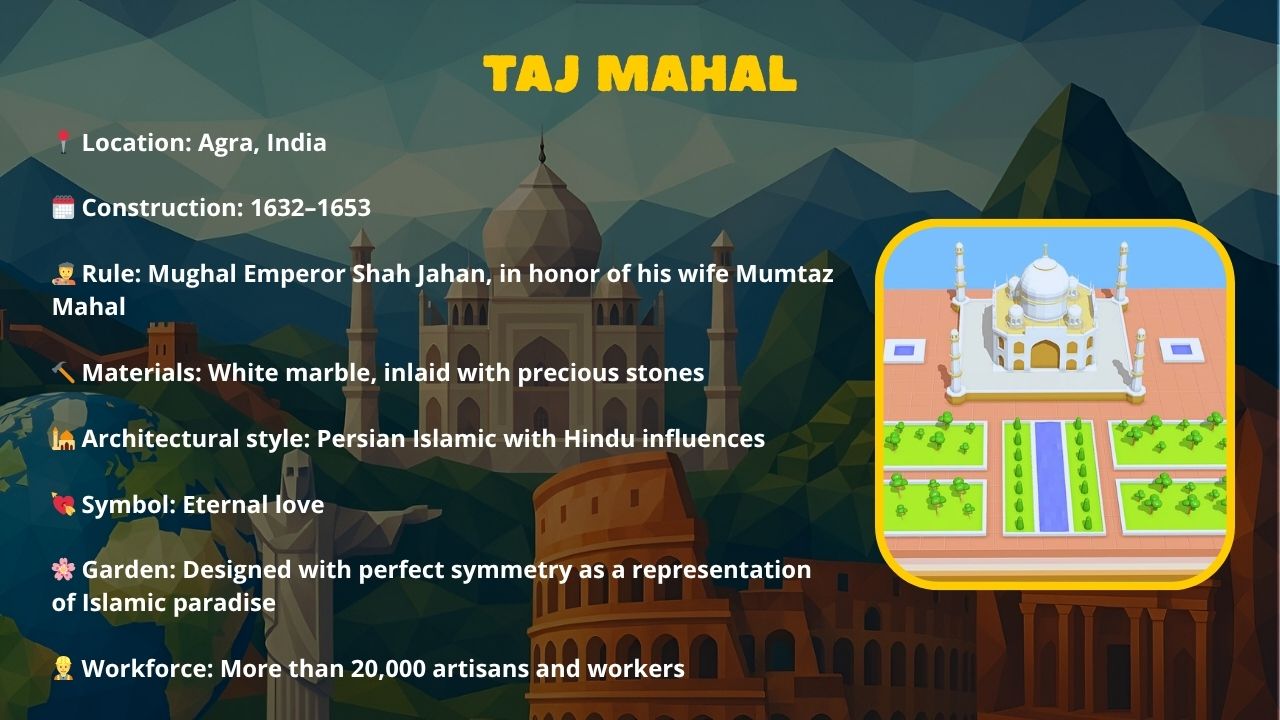 TAJ MAHAL
📍 Location: Agra, India
🗓️ Construction: 1632–1653
👳 Rule: Mughal Emperor Shah Jahan, in honor of his wife Mumtaz
Mahal
🔨 Materials: White marble, inlaid with precious stones
🕌 Architectural style: Persian Islamic with Hindu influences
💘 Symbol: Eternal love
🌸 Garden: Designed with perfect symmetry as a representation
of Islamic paradise
👷 Workforce: More than 20,000 artisans and workers